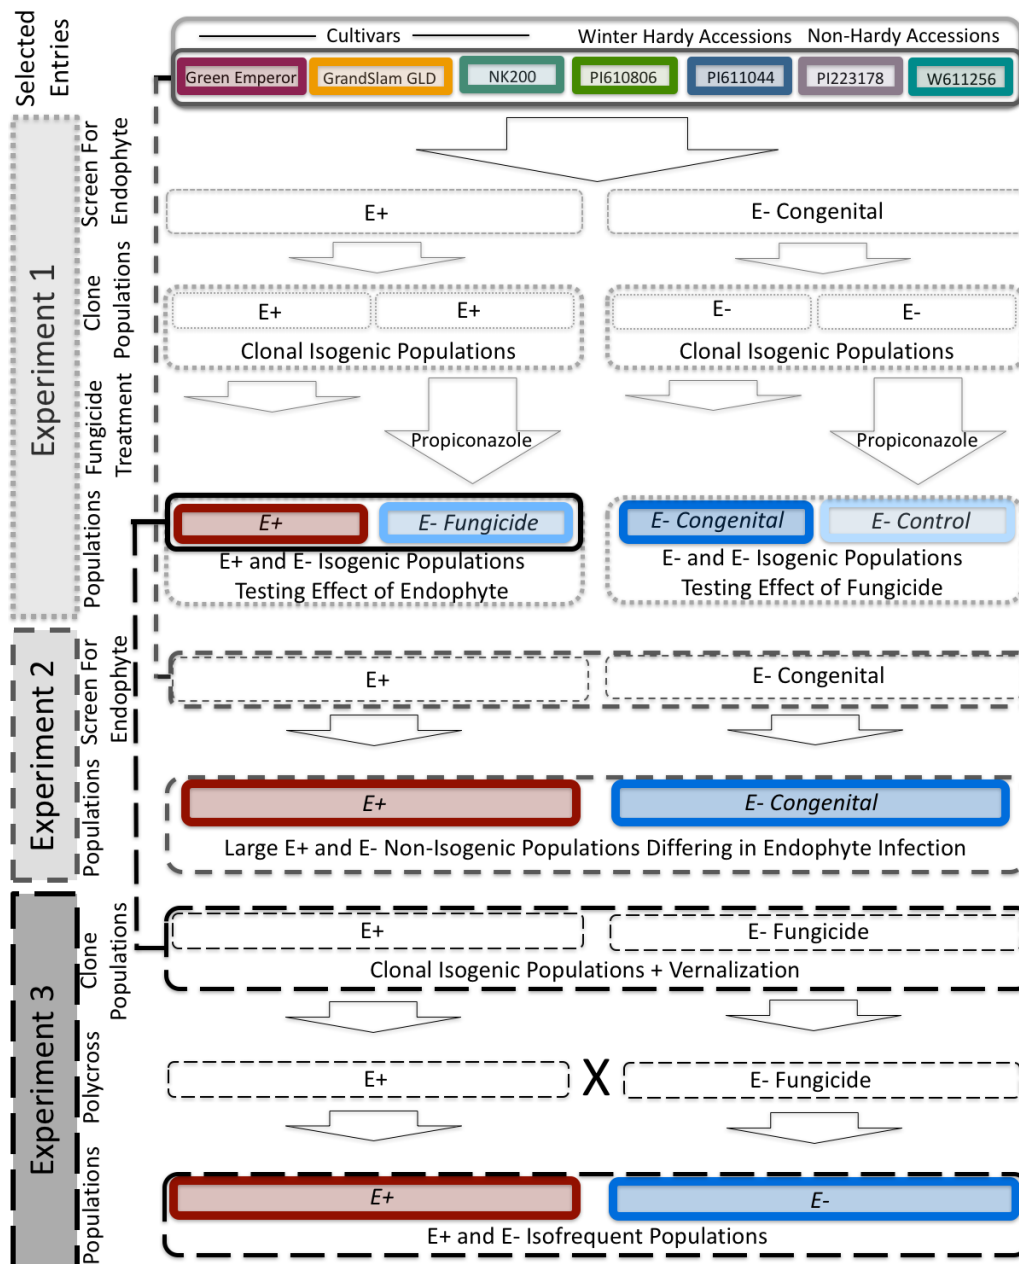 Selected
Entries
Cultivars
Winter Hardy Accessions
Non-Hardy Accessions
Green Emperor
GrandSlam GLD
NK200
PI610806
PI611044
PI223178
W611256
Experiment 1
Screen For
Endophyte
E+
E- Congenital
Clone
Populations
E+
E+
E-
E-
Clonal Isogenic Populations
Clonal Isogenic Populations
Fungicide
Treatment
Propiconazole
Propiconazole
Populations
E+
E- Fungicide
E- Congenital
E- Control
E+ and E- Isogenic Populations
Testing Effect of Endophyte
E- and E- Isogenic Populations
Testing Effect of Fungicide
Experiment 2
Screen For
Endophyte
E+
E- Congenital
Populations
E+
E- Congenital
Large E+ and E- Non-Isogenic Populations Differing in Endophyte Infection
Experiment 3
Clone
Populations
E+
E- Fungicide
Clonal Isogenic Populations + Vernalization
Polycross
E+
X
E- Fungicide
Populations
E+
E-
E+ and E- Isofrequent Populations